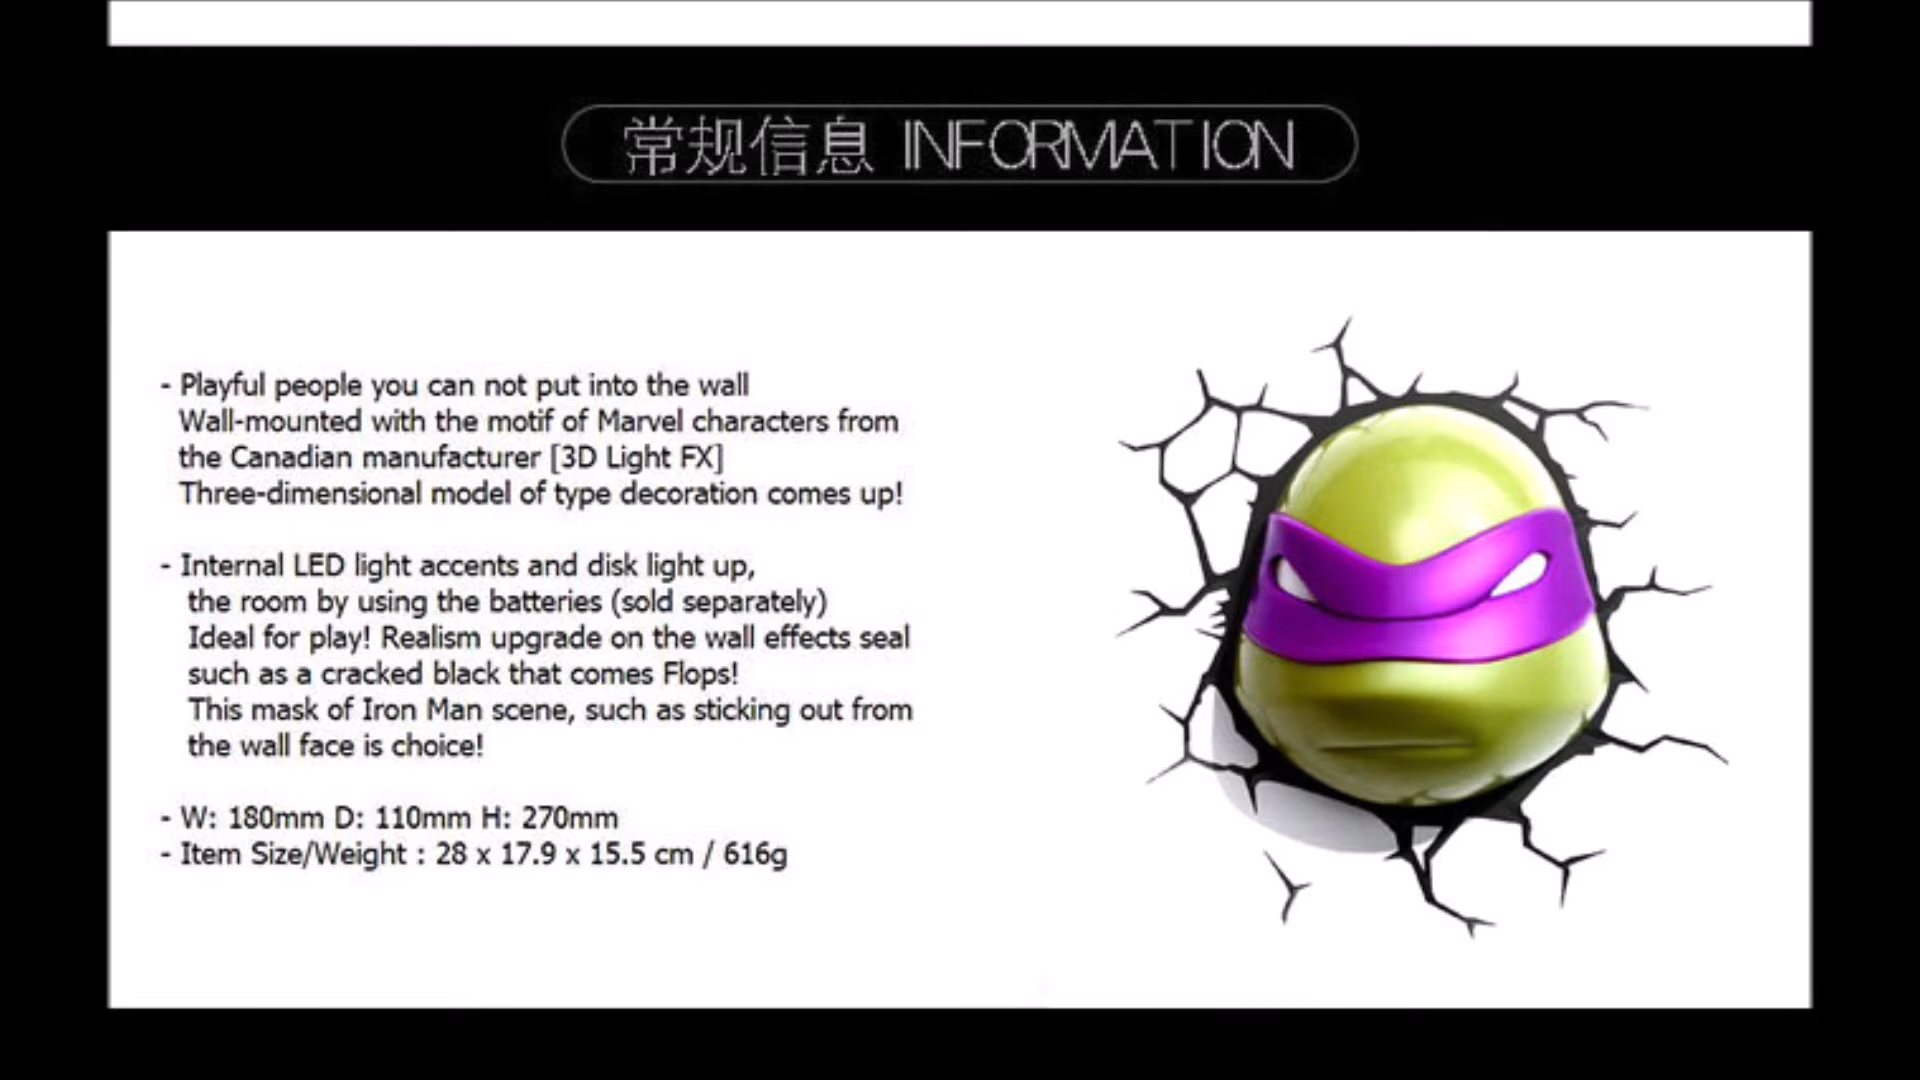 常规信息 INFORMATION
- Playful people you can not put into the wall
Wall-mounted with the motif of Marvel characters from
the Canadian manufacturer [3D Light FX]
Three-dimensional model of type decoration comes up!
- Internal LED light accents and disk light up,
the room by using the batteries (sold separately)
Ideal for play! Realism upgrade on the wall effects seal
such as a cracked black that comes Flops!
This mask of Iron Man scene, such as sticking out from
the wall face is choice!
- W: 180mm D: 110mm H: 270mm
- Item Size/Weight : 28 x 17.9 x 15.5 cm / 616g